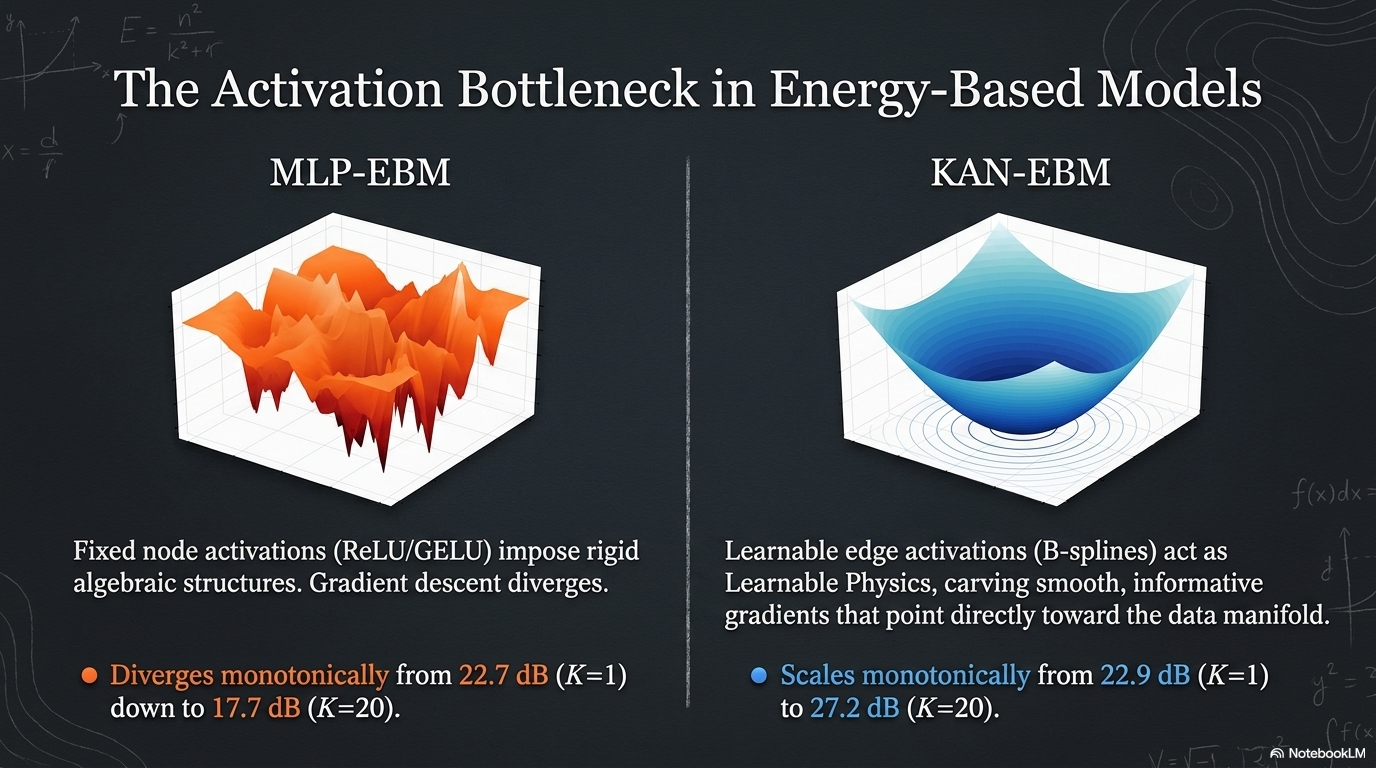 The Activation Bottleneck in Energy-Based Models
MLP-EBM
Fixed node activations (ReLU/GELU) impose rigid
algebraic structures. Gradient descent diverges.
Diverges monotonically from 22.7 dB (K=1)
down to 17.7 dB (K=20).
KAN-EBM
Learnable edge activations (B-splines) act as
Learnable Physics, carving smooth, informative
gradients that point directly toward the data manifold.
Scales monotonically from 22.9 dB (K=1)
to 27.2 dB (K=20).
f(x)dx=
NotebookLM